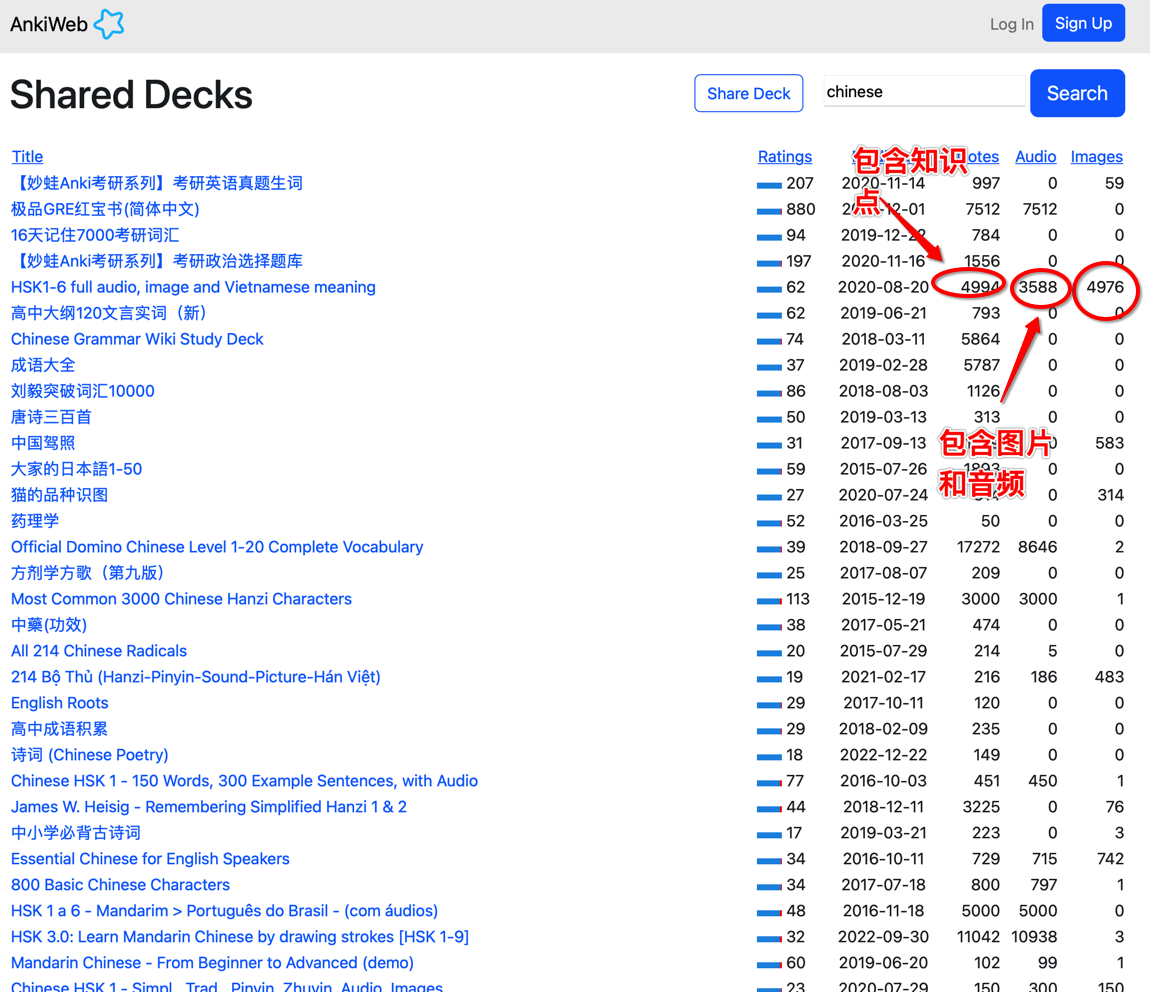 AnkiWeb Log In Sign Up
Shared Decks Share Deck chinese Search
Title Ratings otes Audio Images
包含知识
点
【妙蛙Anki考研系列】考研英语真题生词 207 2020-11-14 997 0 59
极品GRE红宝书(简体中文) 880 12-01 7512 7512 0
16天记住7000考研词汇 94 2019-12-22 784 0 0
【妙蛙Anki考研系列】考研政治选择题库 197 2020-11-16 1556 0 0
HSK1-6 full audio, image and Vietnamese meaning 62 2020-08-20 4994 3588 4976
高中大纲120文言实词（新） 62 2019-06-21 793 0 0
Chinese Grammar Wiki Study Deck 74 2018-03-11 5864 0 0
成语大全 37 2019-02-28 5787 0 0
刘毅突破词汇10000 86 2018-08-03 1126 0 0
唐诗三百首 50 2019-03-13 313 0 0
包含图片
和音频
中国驾照 31 2017-09-13 0 583
大家的日本語1-50 59 2015-07-26 1893 0 0
猫的品种识图 27 2020-07-24 0 314
药理学 52 2016-03-25 50 0 0
Official Domino Chinese Level 1-20 Complete Vocabulary 39 2018-09-27 17272 8646 2
方剂学方歌（第九版） 25 2017-08-07 209 0 0
Most Common 3000 Chinese Hanzi Characters 113 2015-12-19 3000 3000 1
中藥(功效) 38 2017-05-21 474 0 0
All 214 Chinese Radicals 20 2015-07-29 214 5 0
214 Bộ Thủ (Hanzi-Pinyin-Sound-Picture-Hán Việt) 19 2021-02-17 216 186 483
English Roots 29 2017-10-11 120 0 0
高中成语积累 29 2018-02-09 235 0 0
诗词 (Chinese Poetry) 18 2022-12-22 149 0 0
Chinese HSK 1 - 150 Words, 300 Example Sentences, with Audio 77 2016-10-03 451 450 1
James W. Heisig - Remembering Simplified Hanzi 1 & 2 44 2018-12-11 3225 0 76
中小学必背古诗词 17 2019-03-21 223 0 3
Essential Chinese for English Speakers 34 2016-10-11 729 715 742
800 Basic Chinese Characters 34 2017-07-18 800 797 1
HSK 1 a 6 - Mandarim > Português do Brasil - (com áudios) 48 2016-11-18 5000 5000 0
HSK 3.0: Learn Mandarin Chinese by drawing strokes [HSK 1-9] 32 2022-09-30 11042 10938 3
Mandarin Chinese - From Beginner to Advanced (demo) 60 2019-06-20 102 99 1
Chinese HSK 1 - Simpl., Trad., Pinyin, Zhuyin, Audio, Images 23 2020-07-29 150 300 150